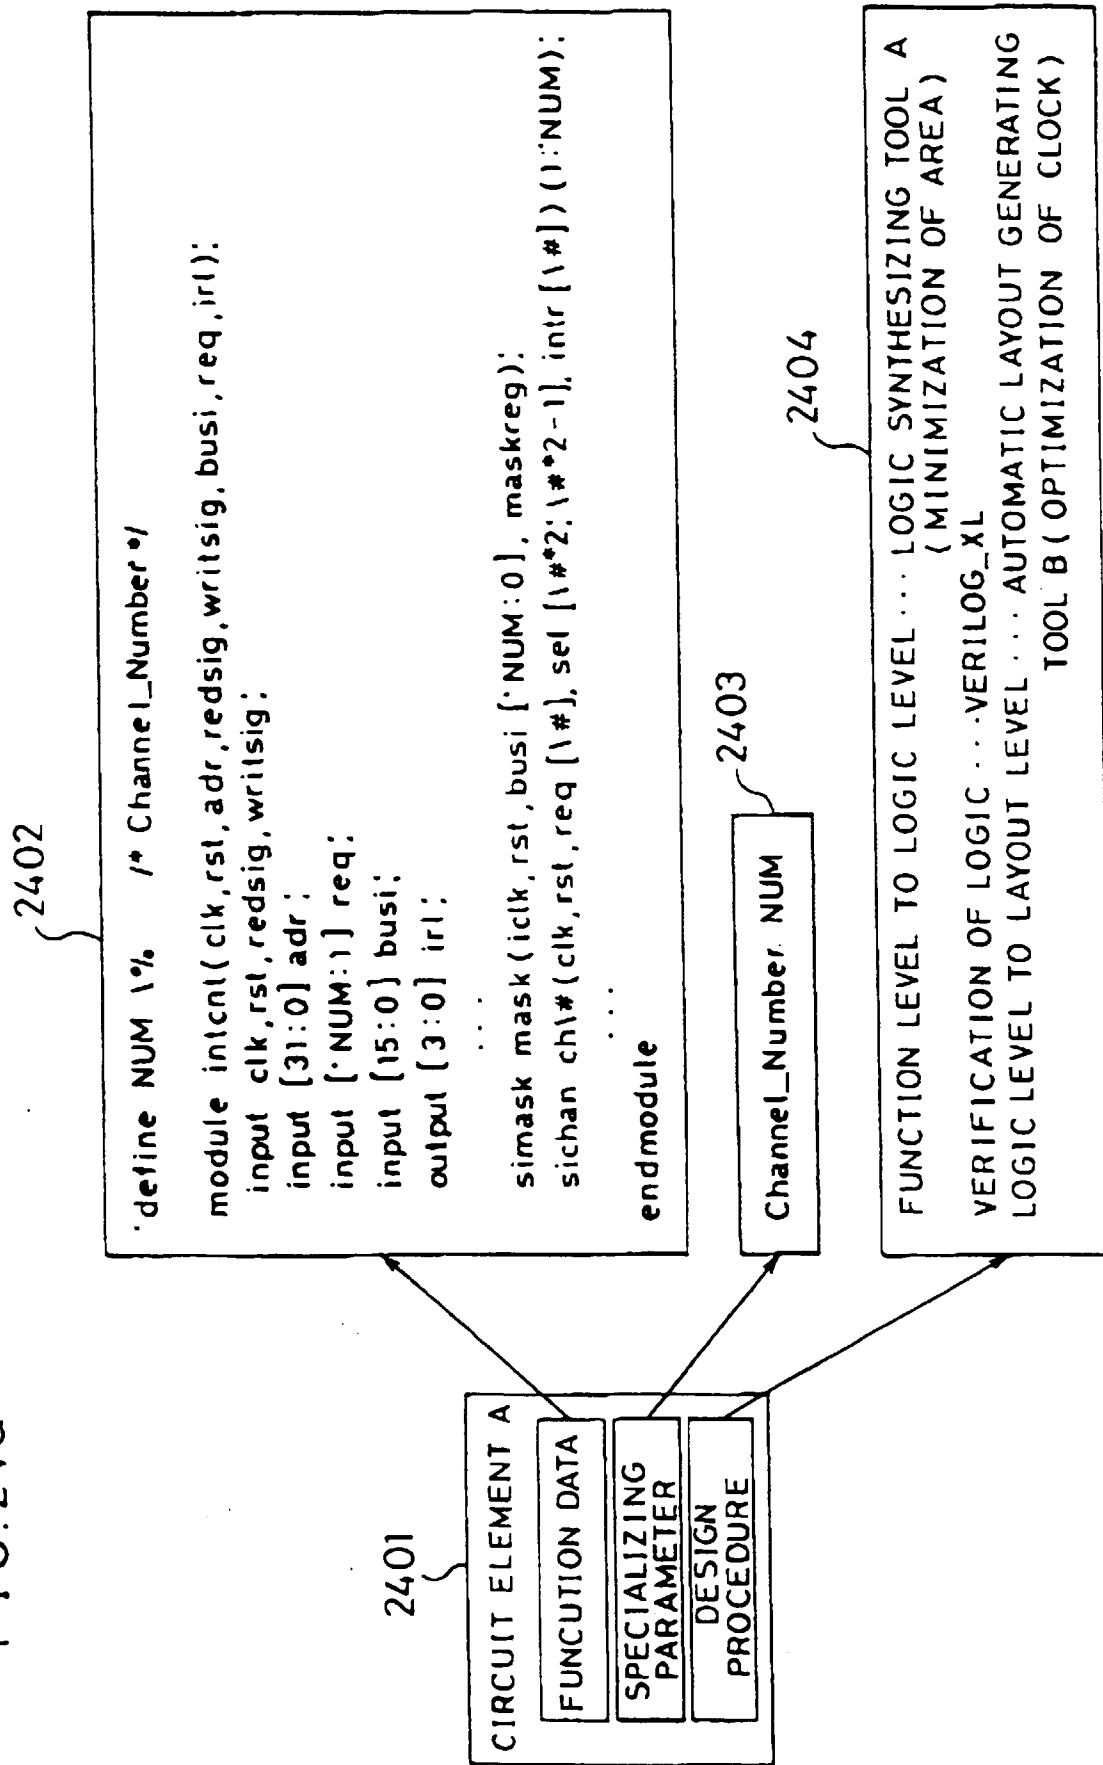 2401
CIRCUIT ELEMENT A
FUNCUTION DATA
SPECIALIZING
PARAMETER
DESIGN
PROCEDURE
2402
`define NUM \%   /* Channel_Number */
module intcnt(clk,rst,adr,redsig,writsig,busi,req,irl);
input clk,rst,redsig,writsig;
input [31:0] adr;
input [`NUM:1] req;
input [15:0] busi;
output [3:0] irl;
....
simask mask(iclk,rst,busi [`NUM:0], maskreg);
sichan ch\#(clk,rst,req [\#], sel [\#*2:\#*2-1], intr [\#]) ():`NUM);
...
endmodule
2403
Channel_Number NUM
2404
FUNCTION LEVEL TO LOGIC LEVEL ··· LOGIC SYNTHESIZING TOOL A
(MINIMIZATION OF AREA)
VERIFICATION OF LOGIC ···VERILOG_XL
LOGIC LEVEL TO LAYOUT LEVEL ··· AUTOMATIC LAYOUT GENERATING
TOOL B(OPTIMIZATION OF CLOCK)